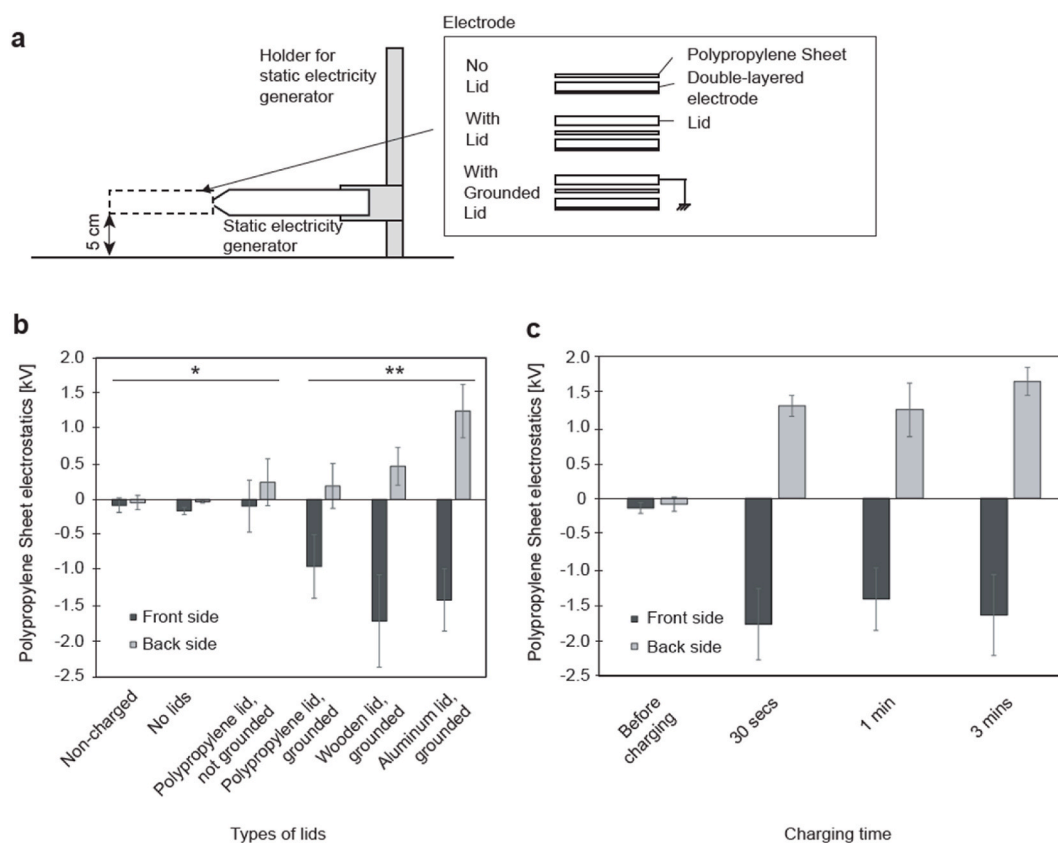 a
Electrode
Holder for
static electricity
generator
No
Lid
Polypropylene Sheet
Double-layered
electrode
With
Lid
Lid
With
Grounded
Lid
5 cm
Static electricity
generator
b
Polypropylene Sheet electrostatics [kV]
2.0
1.5
1.0
0.5
0
-0.5
-1.0
-1.5
-2.0
-2.5
*
**
Front side
Back side
Non-charged
No lids
Polypropylene lid,
not grounded
Polypropylene lid,
grounded
Wooden lid,
grounded
Aluminum lid,
grounded
Types of lids
c
Polypropylene Sheet electrostatics [kV]
2.0
1.5
1.0
0.5
0
-0.5
-1.0
-1.5
-2.0
-2.5
Front side
Back side
Before
charging
30 secs
1 min
3 mins
Charging time